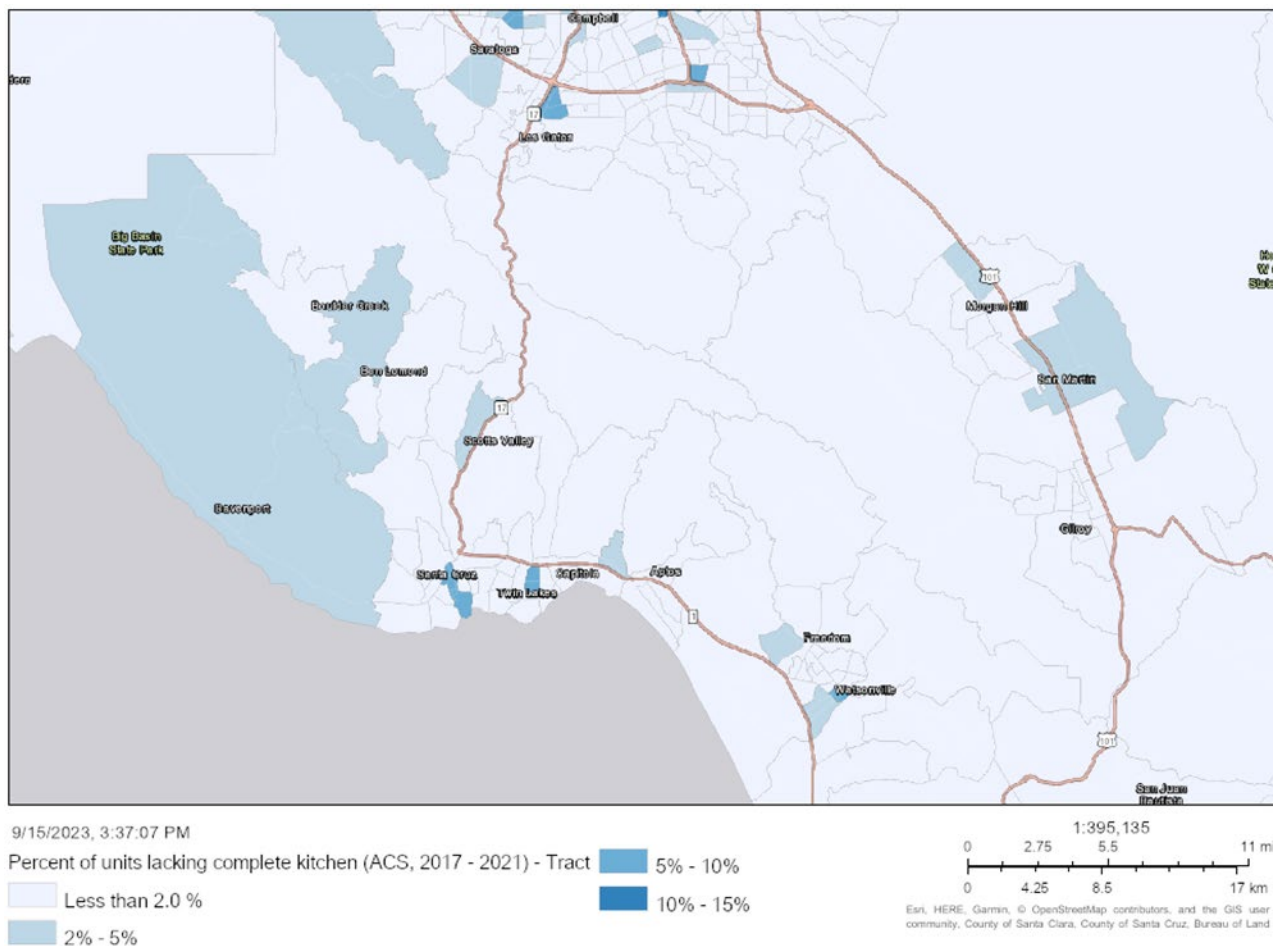 Campbell
Saratoga
17
Los Gatos
Big Basin
State Park
101
Morgan Hill
Boulder Creek
Ben Lomond
San Martin
17
Scotts Valley
Davenport
Gilroy
Santa Cruz
Twin Lakes
Capitola
Aptos
1
Freedom
Watsonville
101
San Juan
Bautista
9/15/2023, 3:37:07 PM
Percent of units lacking complete kitchen (ACS, 2017 - 2021) - Tract
Less than 2.0 %
2% - 5%
5% - 10%
10% - 15%
1:395,135
0 2.75 5.5 11 mi
0 4.25 8.5 17 km
Esri, HERE, Garmin, © OpenStreetMap contributors, and the GIS user
community, County of Santa Clara, County of Santa Cruz, Bureau of Land